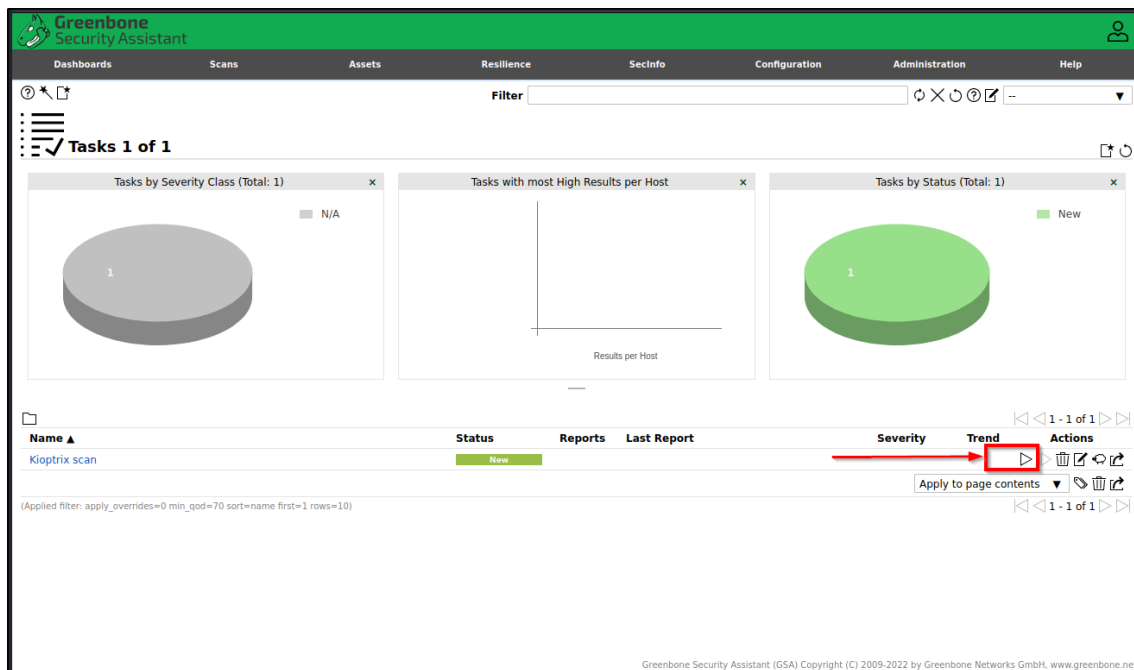 Greenbone
Security Assistant
Dashboards Scans Assets Resilience SecInfo Configuration Administration Help
Filter --
Tasks 1 of 1
Tasks by Severity Class (Total: 1) × Tasks with most High Results per Host × Tasks by Status (Total: 1) ×
N/A New
1 1
Results per Host
1 - 1 of 1
Name ▲ Status Reports Last Report Severity Trend Actions
Kioptrix scan New
Apply to page contents ▼
(Applied filter: apply_overrides=0 min_qod=70 sort=name first=1 rows=10) 1 - 1 of 1
Greenbone Security Assistant (GSA) Copyright (C) 2009-2022 by Greenbone Networks GmbH, www.greenbone.ne